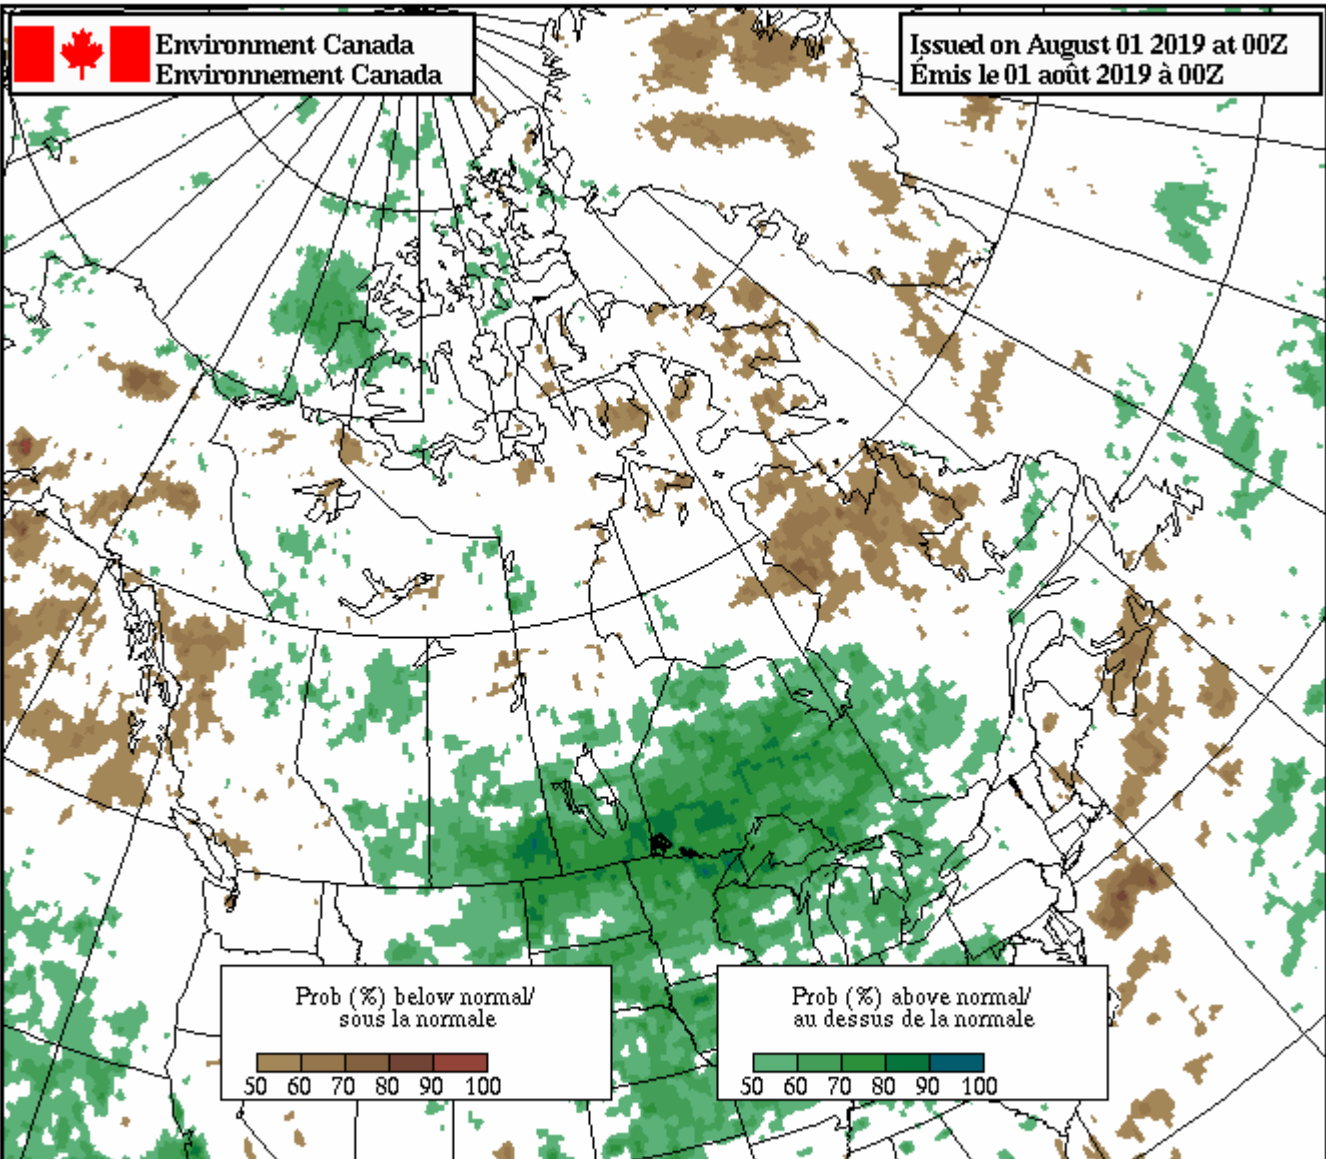 Environment Canada
Environnement Canada
Issued on August 01 2019 at 00Z
Émis le 01 août 2019 à 00Z
Prob (%) below normal/
sous la normale
50 60 70 80 90 100
Prob (%) above normal/
au dessus de la normale
50 60 70 80 90 100